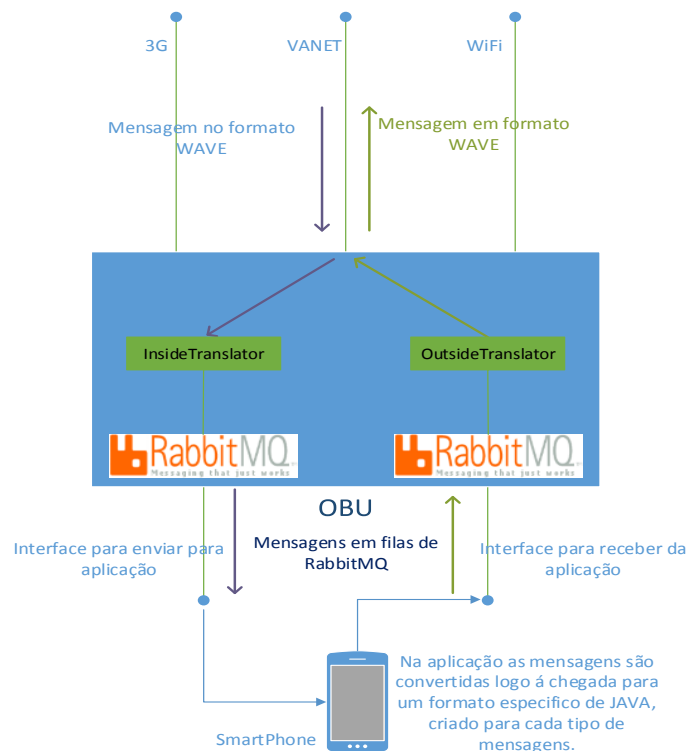 3G
VANET
WiFi
Mensagem no formato
WAVE
Mensagem em formato
WAVE
InsideTranslator
OutsideTranslator
RabbitMQ
Messaging that just works
RabbitMQ
Messaging that just works
OBU
Interface para enviar para
aplicação
Mensagens em filas de
RabbitMQ
Interface para receber da
aplicação
Na aplicação as mensagens são
convertidas logo á chegada para
um formato especifico de JAVA,
criado para cada tipo de
mensagens.
SmartPhone